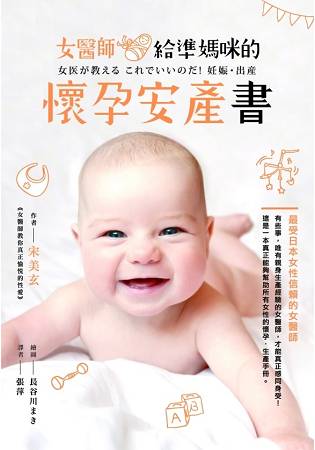 女醫師給準媽咪的
女医が教える これでいいのだ! 妊娠・出産
懷孕安產書
最受日本女性信賴的女醫師
有些事,唯有親身生產經驗的女醫師,才能真正感同身受!
這是一本真正能夠幫助所有女性的懷孕・生產手冊。
作者——宋美玄
《女醫師教你真正愉悅的性愛》
繪圖——長谷川まき
譯者——張萍
A
B